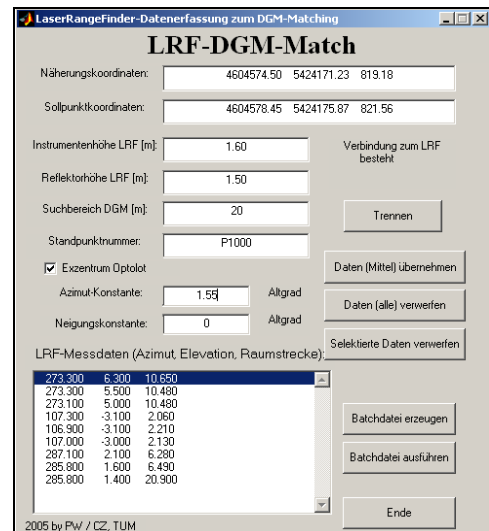 LaserRangeFinder-Datenerfassung zum DGM-Matching
LRF-DGM-Match
Näherungskoordinaten: 4604574.50 5424171.23 819.18
Sollpunktkoordinaten: 4604578.45 5424175.87 821.56
Instrumentenhöhe LRF [m]: 1.60
Verbindung zum LRF
besteht
Reflektorhöhe LRF [m]: 1.50
Suchbereich DGM [m]: 20
Trennen
Standpunktnummer: P1000
Exzentrum Optolot
Daten (Mittel) übernehmen
Azimut-Konstante: 1.55 Altgrad
Daten (alle) verwerfen
Neigungskonstante: 0 Altgrad
Selektierte Daten verwerfen
LRF-Messdaten (Azimut, Elevation, Raumstrecke):
273.300 6.300 10.650
273.300 5.500 10.480
273.100 5.000 10.480
107.300 -3.100 2.060
106.900 -3.100 2.210
107.000 -3.000 2.130
287.100 2.100 6.280
285.800 1.600 6.490
285.800 1.400 20.900
Batchdatei erzeugen
Batchdatei ausführen
Ende
2005 by PW / CZ, TUM